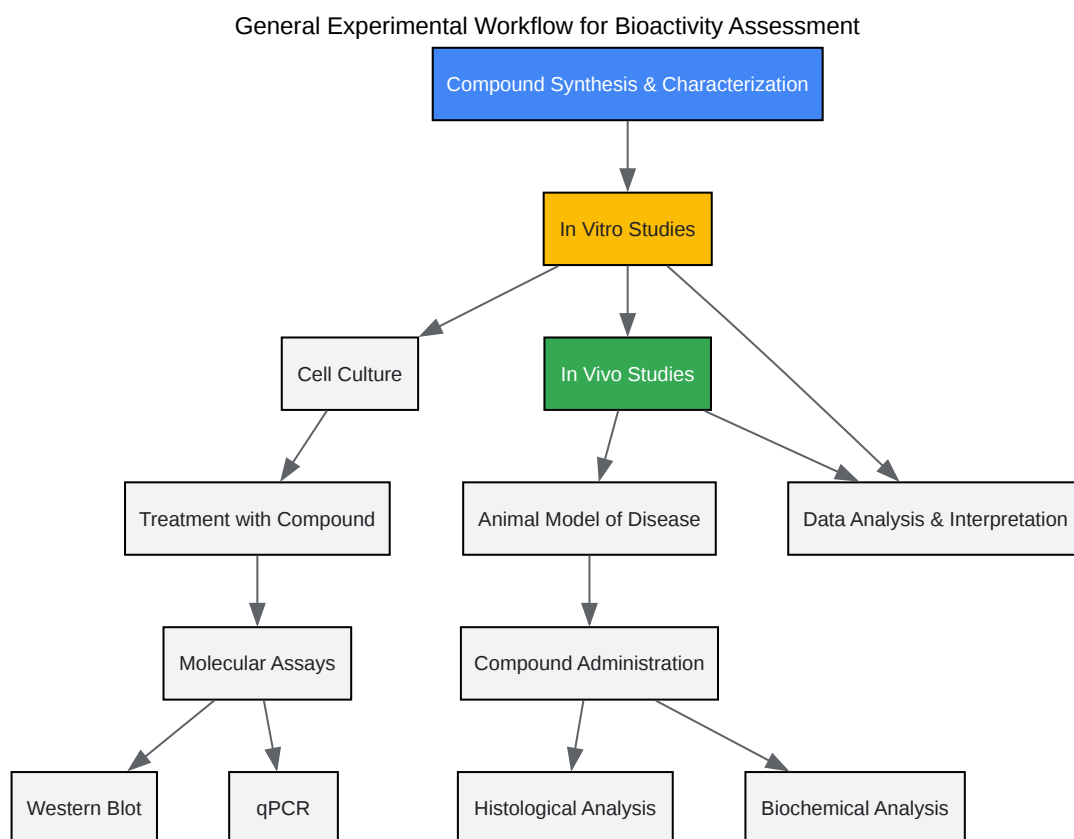 General Experimental Workflow for Bioactivity Assessment
Compound Synthesis & Characterization
In Vitro Studies
Cell Culture
In Vivo Studies
Treatment with Compound
Animal Model of Disease
Data Analysis & Interpretation
Molecular Assays
Compound Administration
Western Blot
qPCR
Histological Analysis
Biochemical Analysis